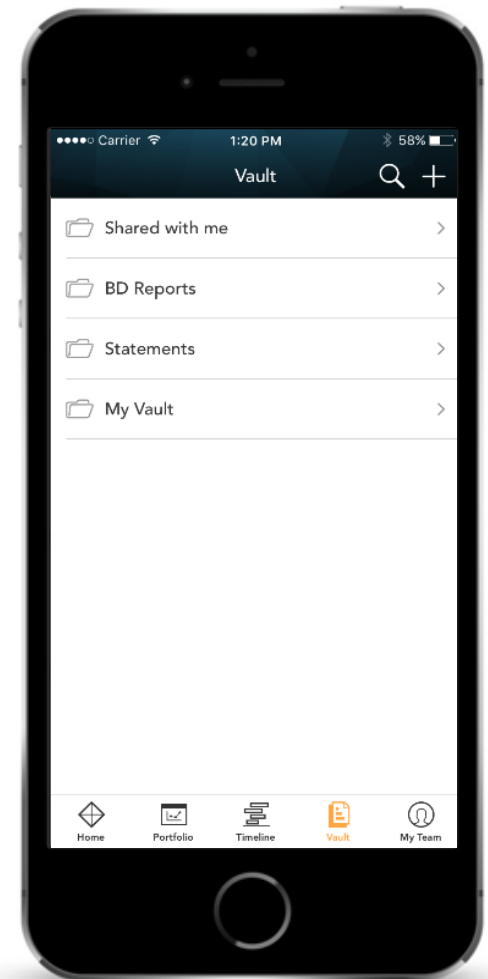 Carrier 1:20 PM 58%
Vault
Shared with me
BD Reports
Statements
My Vault
Home Portfolio Timeline Vault My Team